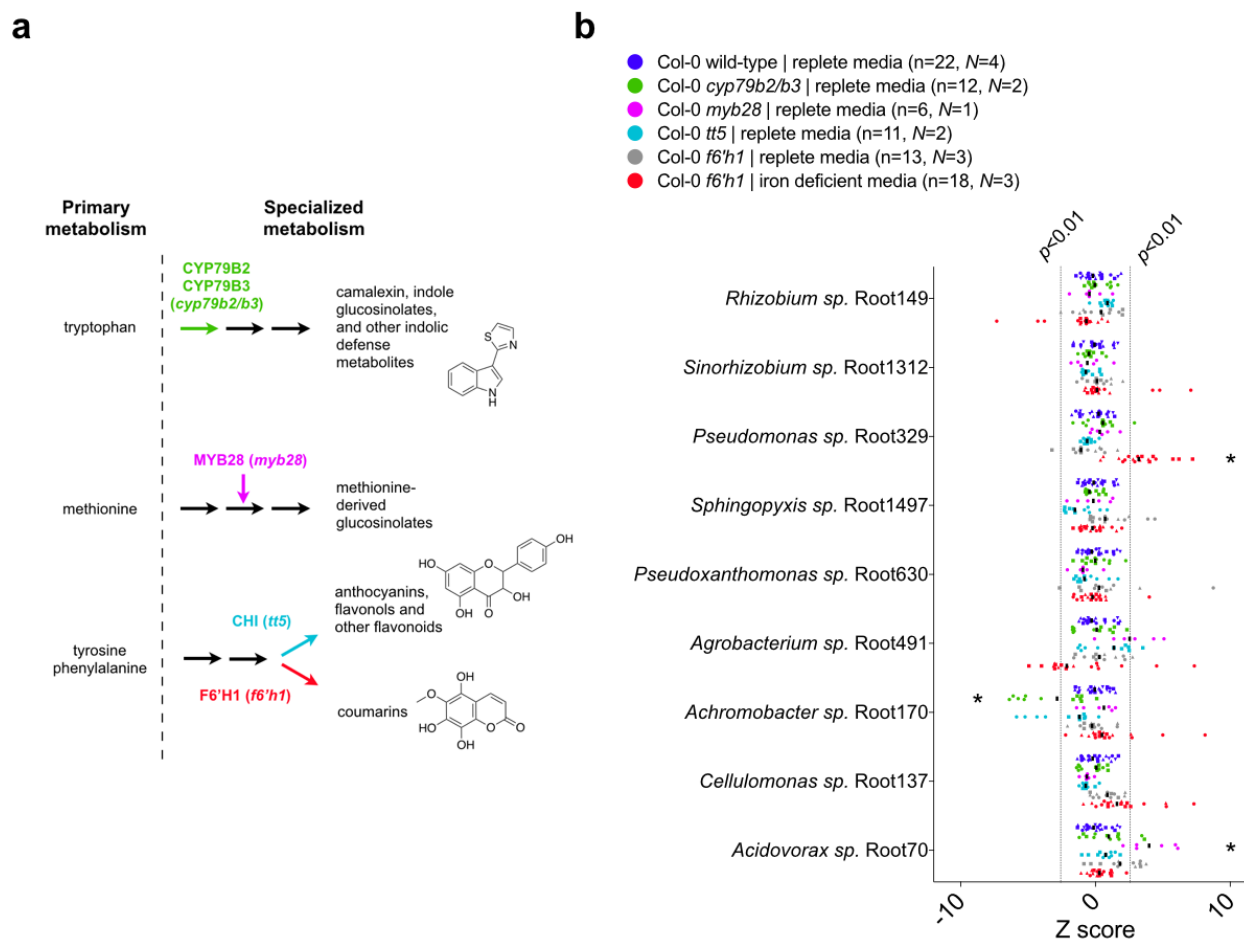 a
Primary
metabolism
Specialized
metabolism
CYP79B2
CYP79B3
(cyp79b2/b3)
tryptophan
camalexin, indole
glucosinolates,
and other indolic
defense
metabolites
S
N
N
H
MYB28 (myb28)
methionine
methionine-
derived
glucosinolates
OH
HO
O
OH
OH
O
anthocyanins,
flavonols and
other flavonoids
CHI (tt5)
tyrosine
phenylalanine
F6'H1 (f6'h1)
coumarins
OH
O
HO
O
O
OH
b
Col-0 wild-type | replete media (n=22, N=4)
Col-0 cyp79b2/b3 | replete media (n=12, N=2)
Col-0 myb28 | replete media (n=6, N=1)
Col-0 tt5 | replete media (n=11, N=2)
Col-0 f6'h1 | replete media (n=13, N=3)
Col-0 f6'h1 | iron deficient media (n=18, N=3)
p<0.01
p<0.01
Rhizobium sp. Root149
Sinorhizobium sp. Root1312
Pseudomonas sp. Root329
*
Sphingopyxis sp. Root1497
Pseudoxanthomonas sp. Root630
Agrobacterium sp. Root491
Achromobacter sp. Root170
*
Cellulomonas sp. Root137
Acidovorax sp. Root70
*
-10
0
10
Z score